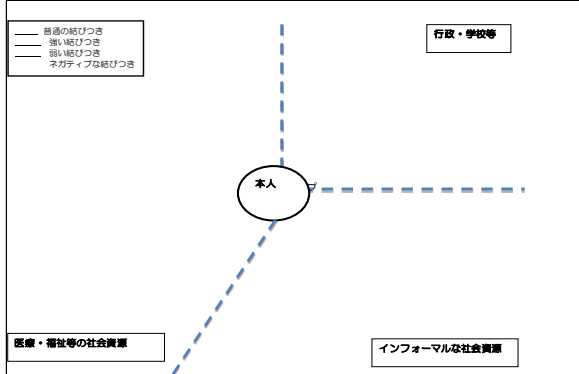 普通の結びつき
強い結びつき
弱い結びつき
ネガティブな結びつき
行政・学校等
本人
医療・福祉等の社会資源
インフォーマルな社会資源